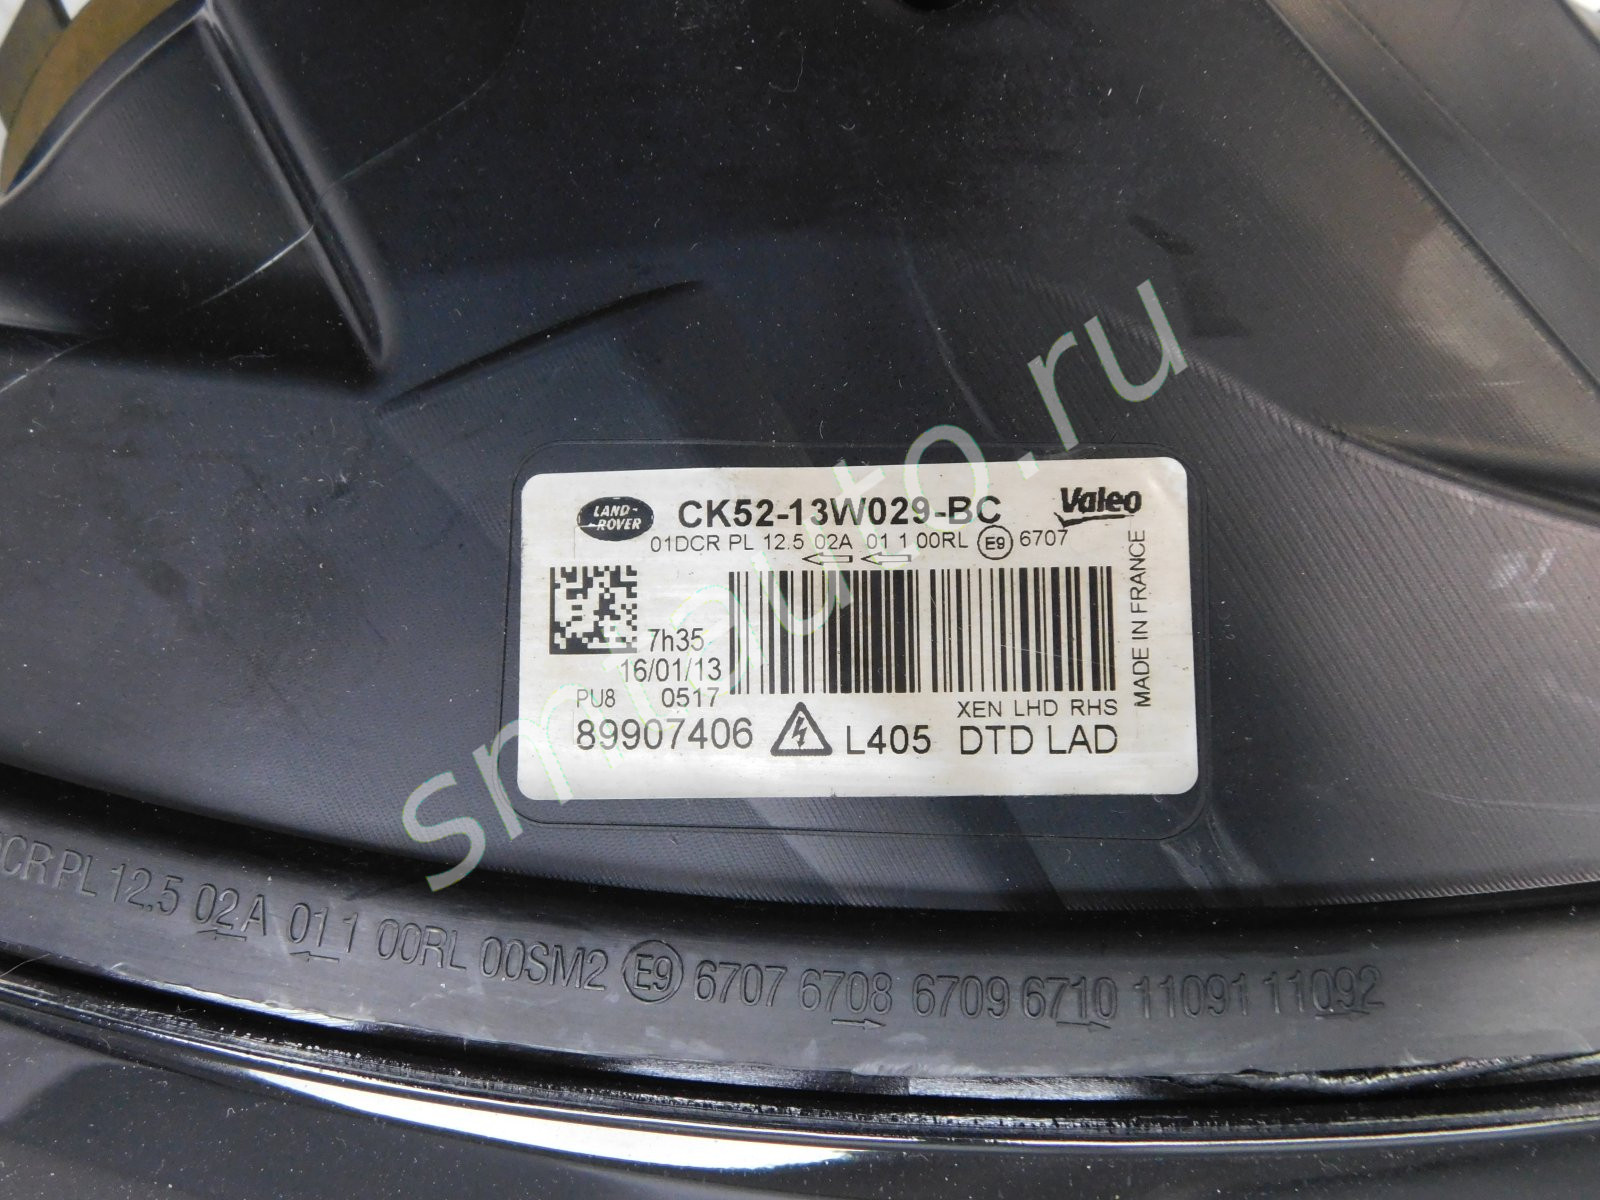 LAND-
-ROVER
CK52-13W029-BC
Valeo
01DCR PL 12.5 02A 01 1 00RL E9 6707
7h35
16/01/13
PU8 0517
XEN LHD RHS
89907406 L405 DTD LAD
MADE IN FRANCE
DCR PL 12.5 02A 01 1 00RL 00SM2 E9 6707 6708 6709 6710 11091 11092